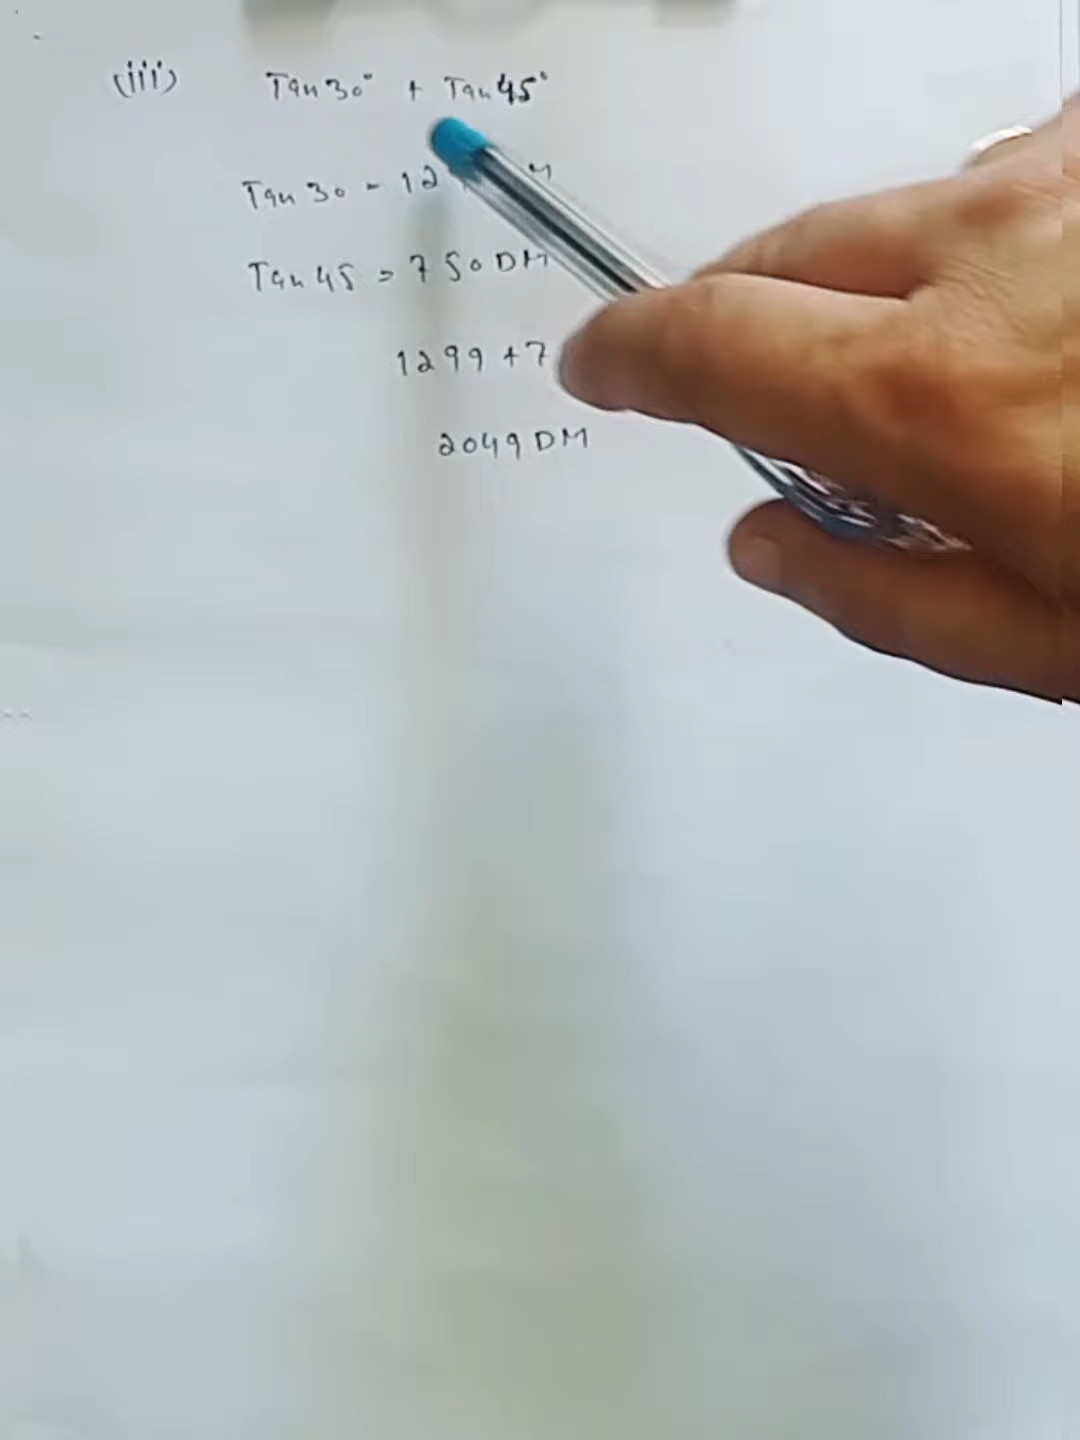 (iii) Tan 30° + Tan 45°
Tan 30 = 12
Tan 45 = 750 DM
1299 + 7
2049 DM